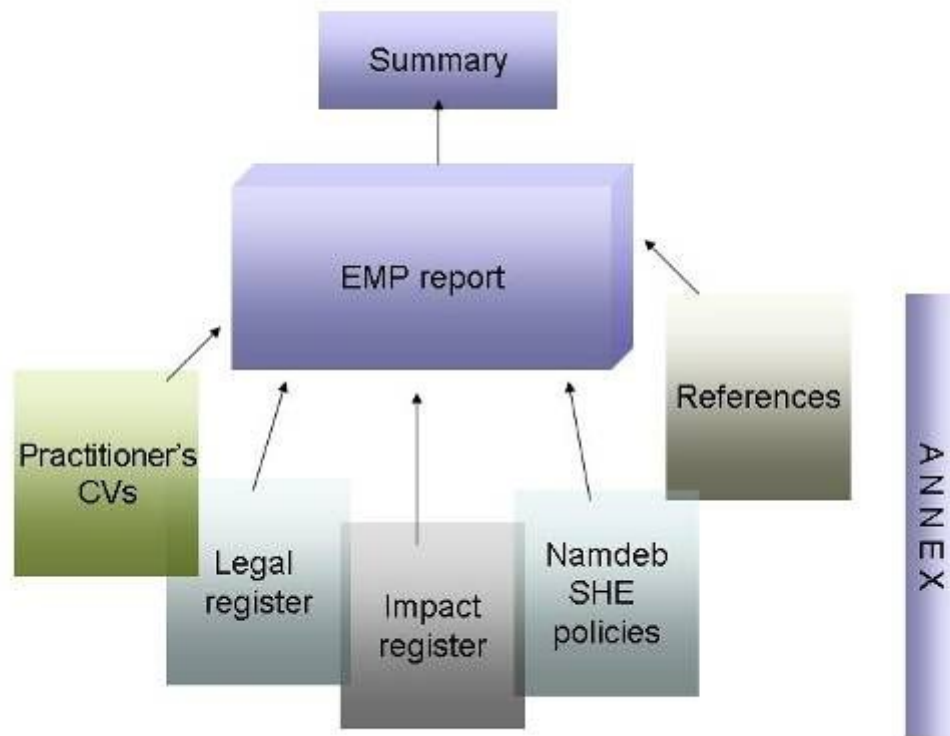 Summary
EMP report
References
Practitioner's
CVs
Legal
register
Impact
register
Namdeb
SHE
policies
ANNEX